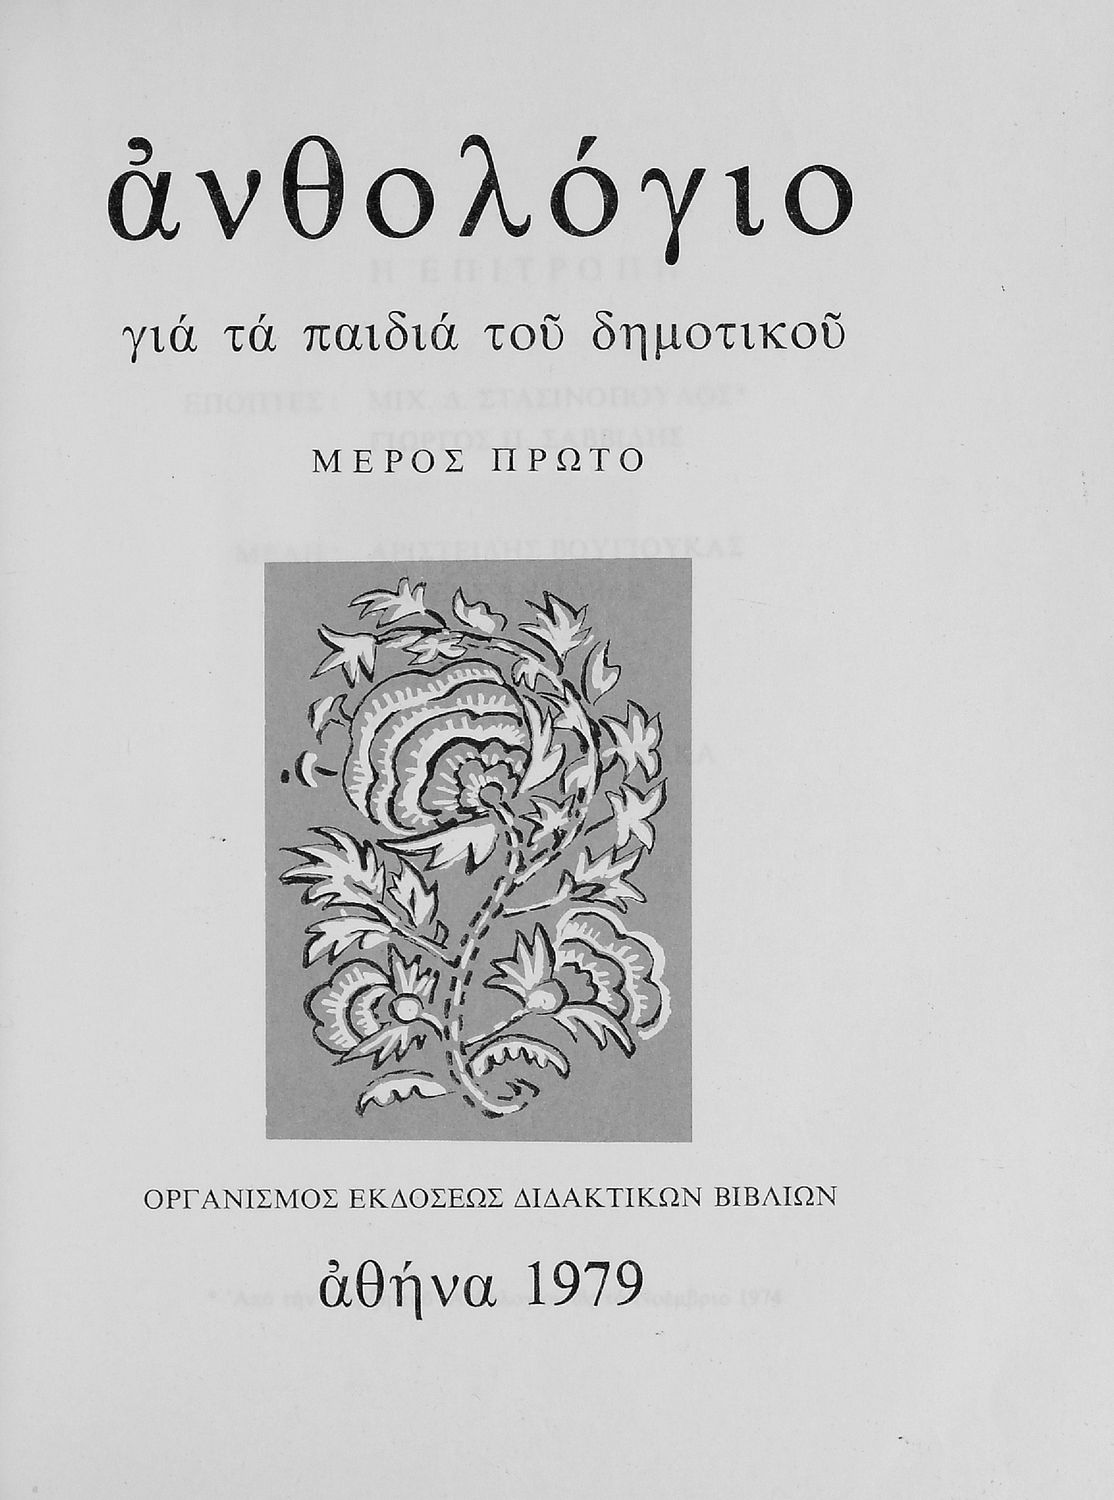 ἀνθολόγιο
γιά τά παιδιά τοῦ δημοτικοῦ
ΜΕΡΟΣ ΠΡΩΤΟ
ΟΡΓΑΝΙΣΜΟΣ ΕΚΔΟΣΕΩΣ ΔΙΔΑΚΤΙΚΩΝ ΒΙΒΛΙΩΝ
ἀθήνα 1979